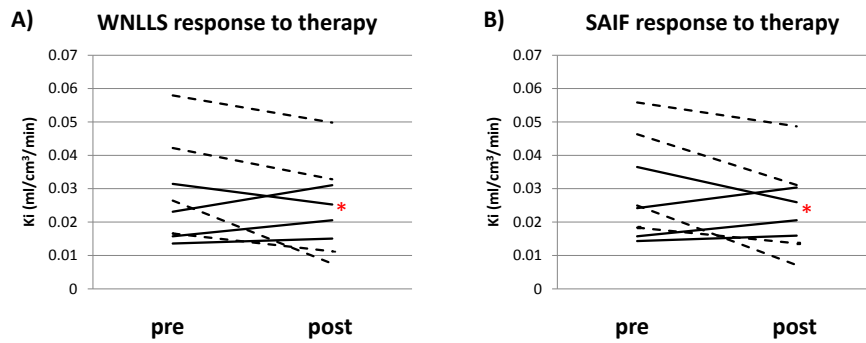 A)
WNLLS response to therapy
0.07
0.06
0.05
0.04
0.03
0.02
0.01
0
Ki (ml/cm³/min)
*
pre
post
B)
SAIF response to therapy
0.07
0.06
0.05
0.04
0.03
0.02
0.01
0
Ki (ml/cm³/min)
*
pre
post